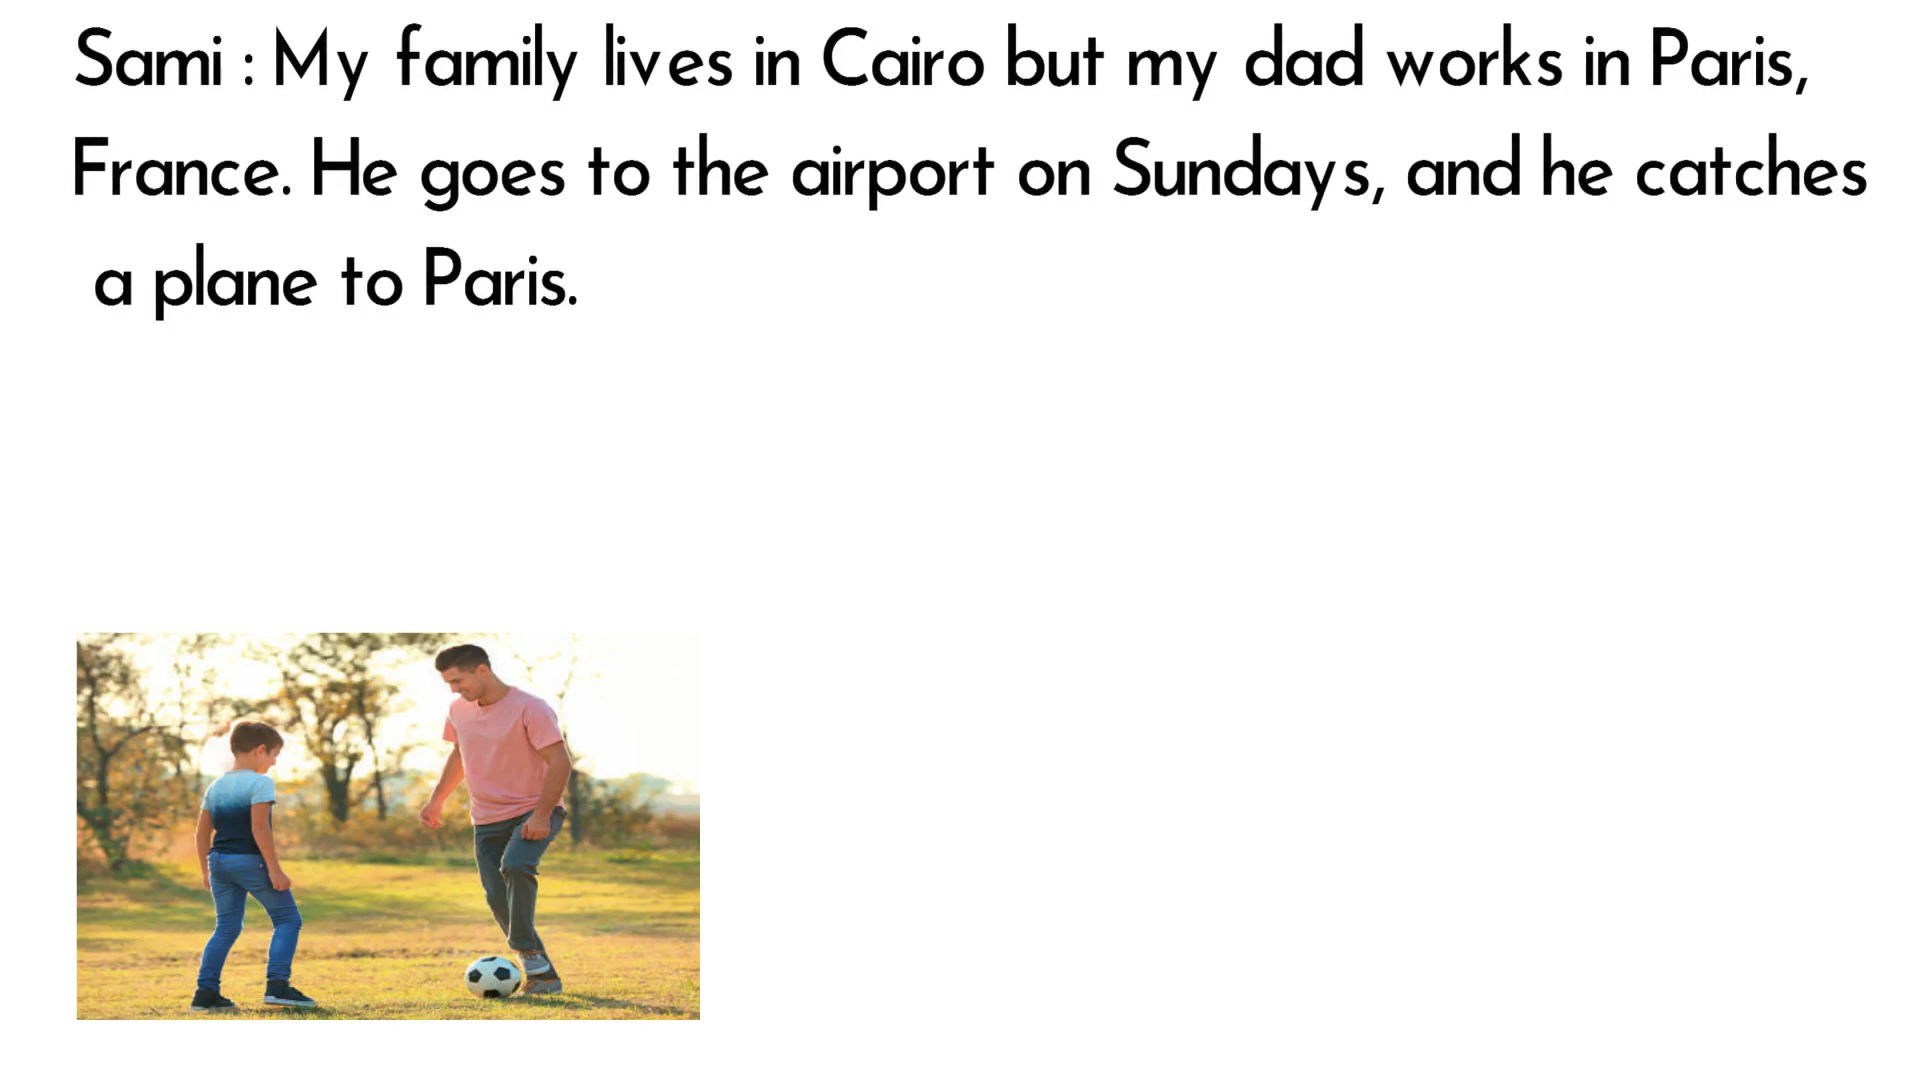 Sami : My family lives in Cairo but my dad works in Paris,
France. He goes to the airport on Sundays, and he catches
a plane to Paris.